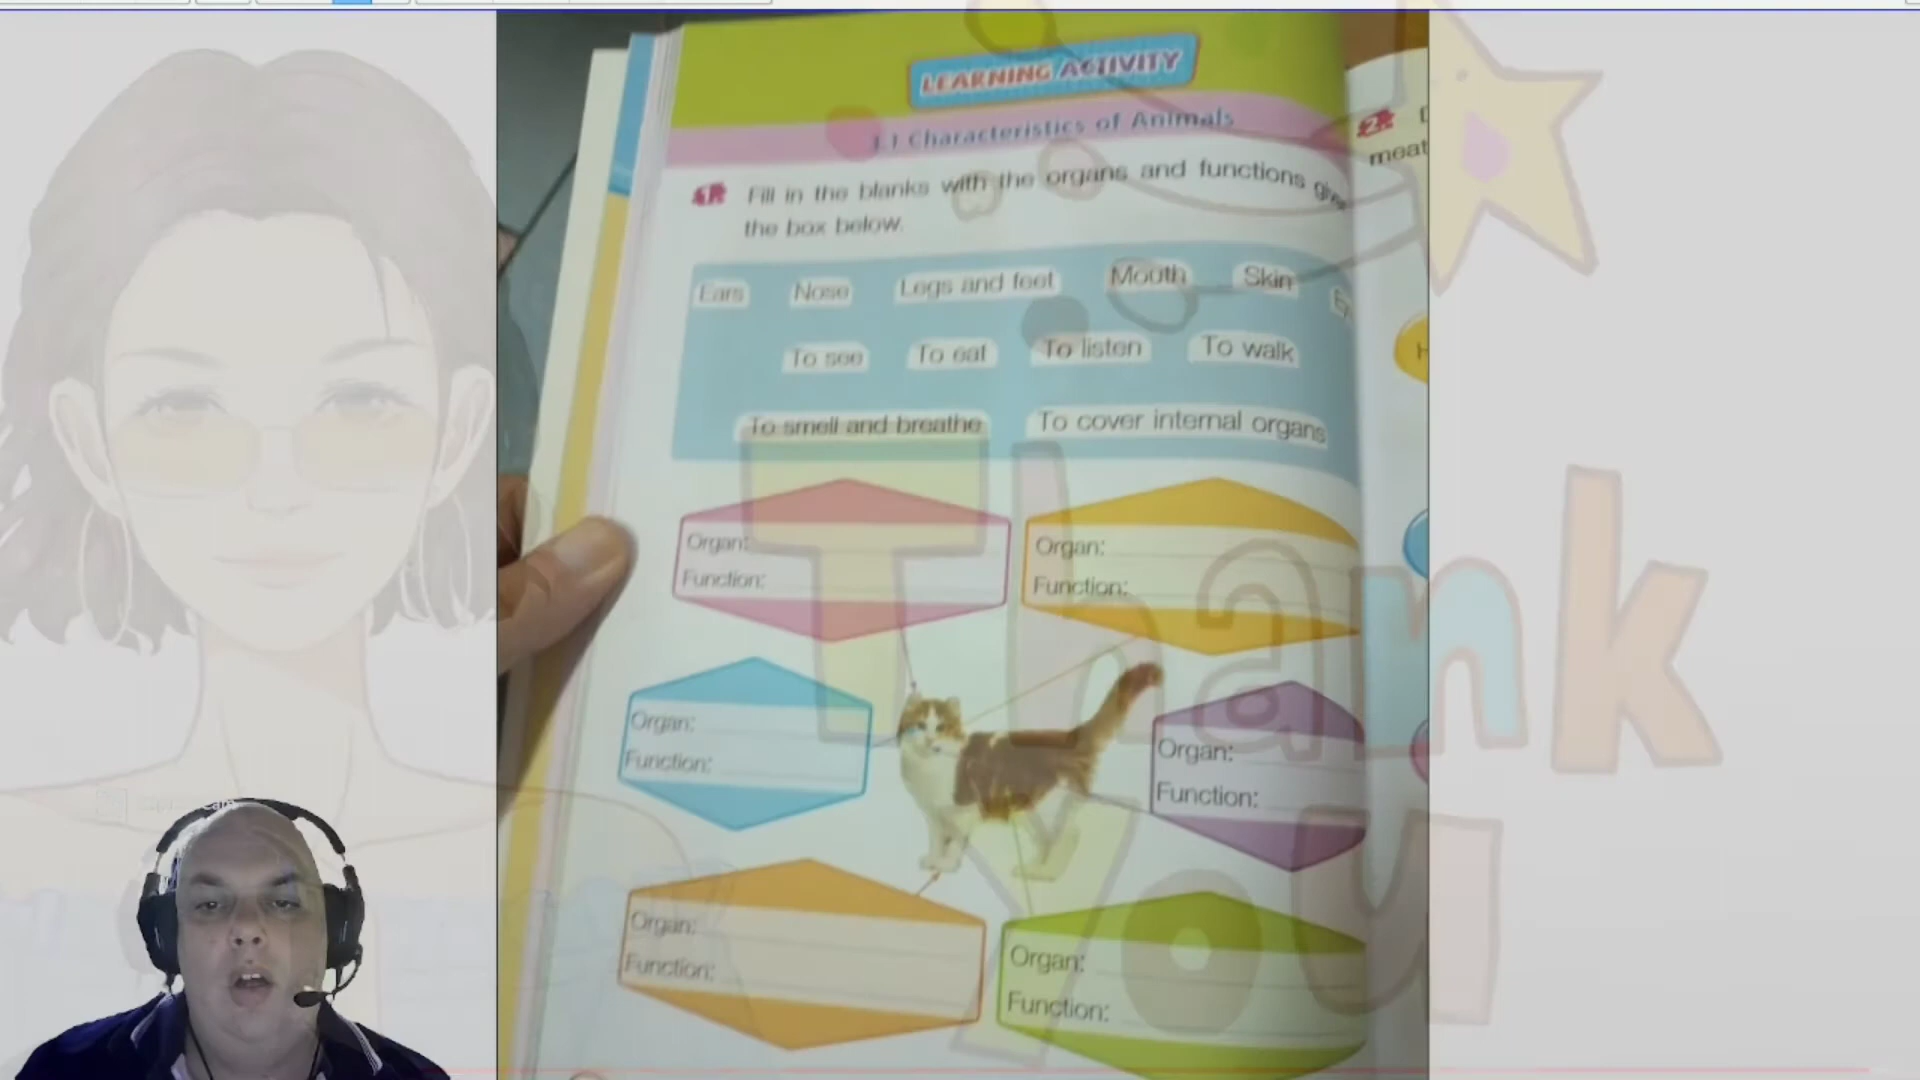 LEARNING ACTIVITY
1.1 Characteristics of Animals
1. Fill in the blanks with the organs and functions
the box below.
Ears Nose Legs and feet Mouth Skin
To see To eat To listen To walk
To smell and breathe To cover internal organs
Organ: Organ:
Function: Function:
Organ: Organ:
Function: Function:
Organ: Organ:
Function: Function:
2.
meat
H
Thank
You